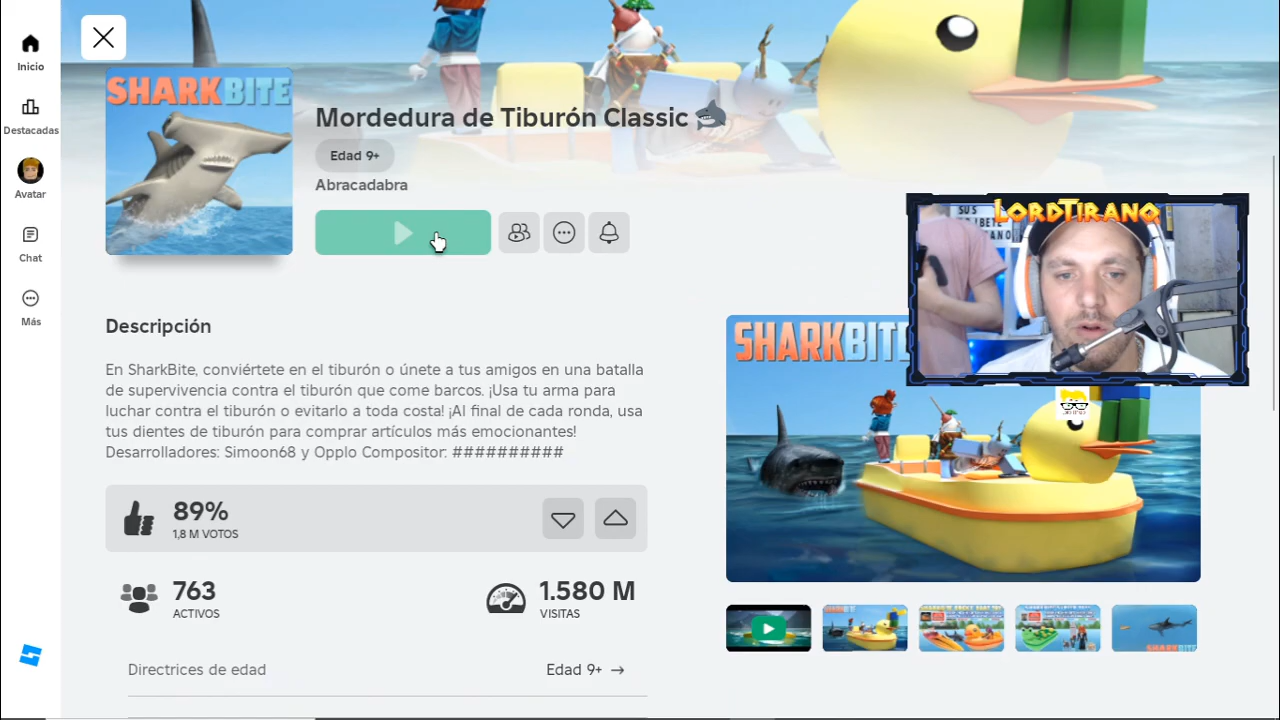 Inicio
Destacadas
Avatar
Chat
Más
SHARKBITE
Mordedura de Tiburón Classic
Edad 9+
Abracadabra
SUS
LORDTIRANO
Descripción
En SharkBite, conviértete en el tiburón o únete a tus amigos en una batalla
de supervivencia contra el tiburón que come barcos. ¡Usa tu arma para
luchar contra el tiburón o evitarlo a toda costa! ¡Al final de cada ronda, usa
tus dientes de tiburón para comprar artículos más emocionantes!
Desarrolladores: Simoon68 y Opplo Compositor: ##########
89%
1,8 M VOTOS
763
ACTIVOS
1.580 M
VISITAS
Directrices de edad
Edad 9+ →
SHARKBITE
SHARKBITE
SHARKBITE